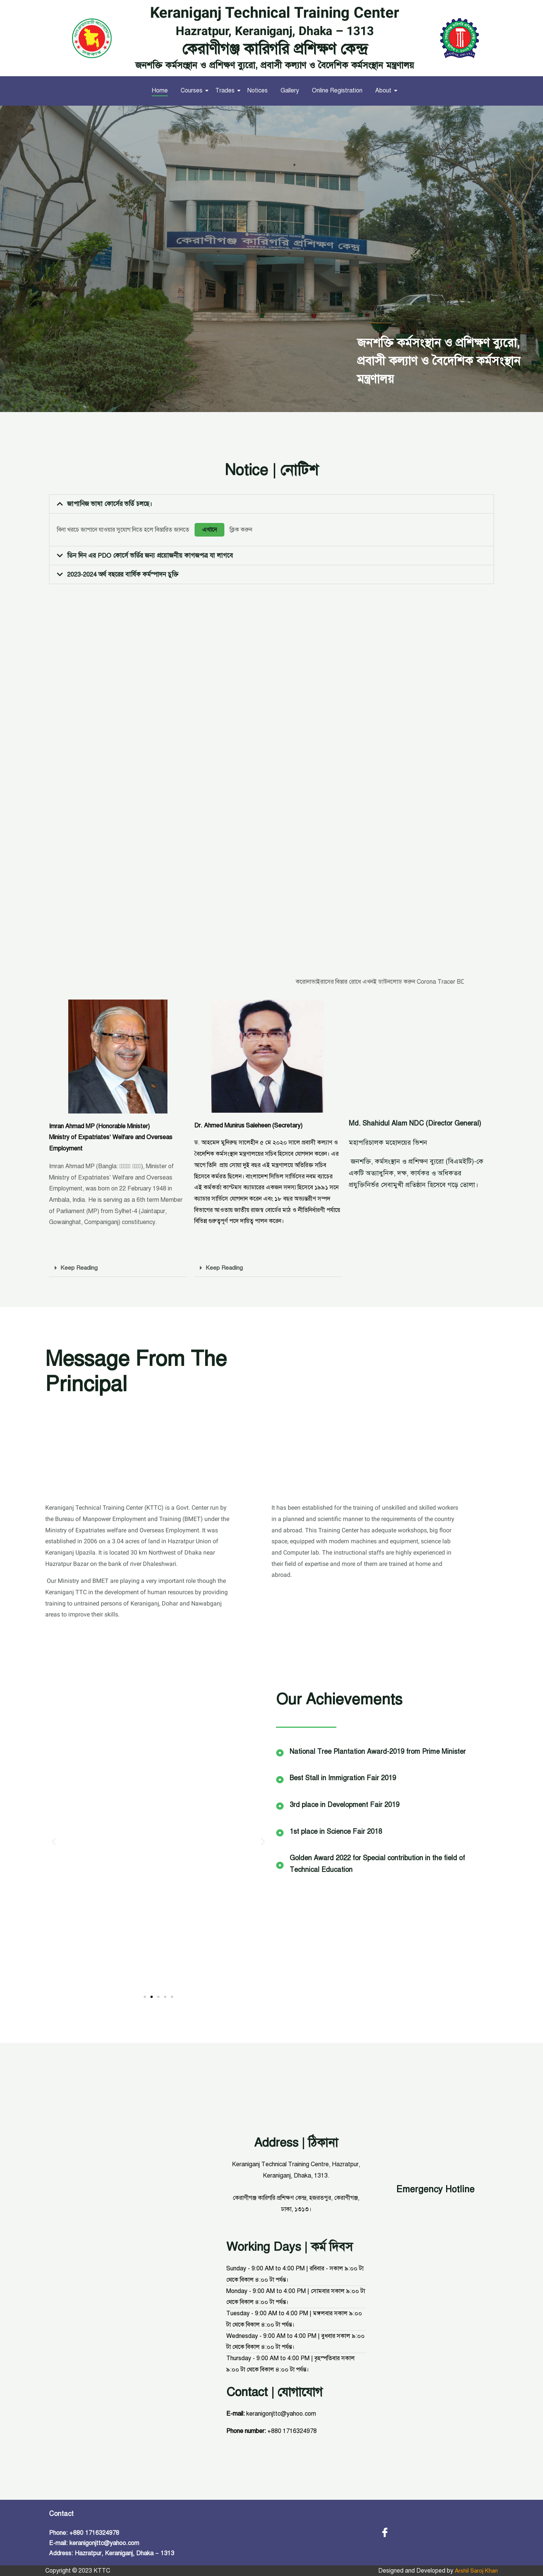 Keraniganj Technical Training Center
Hazratpur, Keraniganj, Dhaka – 1313
কেরাণীগঞ্জ কারিগরি প্রশিক্ষণ কেন্দ্র
জনশক্তি কর্মসংস্থান ও প্রশিক্ষণ ব্যুরো, প্রবাসী কল্যাণ ও বৈদেশিক কর্মসংস্থান মন্ত্রণালয়
Home Courses Trades Notices Gallery Online Registration About
কেরাণীগঞ্জ কারিগরি প্রশিক্ষণ কেন্দ্র
জনশক্তি কর্মসংস্থান ও প্রশিক্ষণ ব্যুরো,
প্রবাসী কল্যাণ ও বৈদেশিক কর্মসংস্থান
মন্ত্রণালয়
Notice | নোটিশ
জাপানিজ ভাষা কোর্সের ভর্তি চলছে।
বিনা খরচে জাপানে যাওয়ার সুযোগ নিতে হলে বিস্তারিত জানতে এখানে ক্লিক করুন
তিন দিন এর PDO কোর্সে ভর্তির জন্য প্রয়োজনীয় কাগজপত্র যা লাগবে
2023-2024 অর্থ বছরের বার্ষিক কর্মস্পাদন চুক্তি
করোনাভাইরাসের বিস্তার রোধে এখনই ডাউনলোড করুন Corona Tracer BD
Imran Ahmad MP (Honorable Minister)
Ministry of Expatriates' Welfare and Overseas
Employment
Imran Ahmad MP (Bangla: ), Minister of
Ministry of Expatriates' Welfare and Overseas
Employment, was born on 22 February 1948 in
Ambala, India. He is serving as a 6th term Member
of Parliament (MP) from Sylhet-4 (Jaintapur,
Gowainghat, Companiganj) constituency.
Keep Reading
Dr. Ahmed Munirus Saleheen (Secretary)
ড. আহমেদ মুনিরুছ সালেহীন ৫ মে ২০২০ সালে প্রবাসী কল্যাণ ও
বৈদেশিক কর্মসংস্থান মন্ত্রণালয়ের সচিব হিসেবে যোগদান করেন। এর
আগে তিনি প্রায় সোয়া দুই বছর এই মন্ত্রণালয়ে অতিরিক্ত সচিব
হিসেবে কর্মরত ছিলেন। বাংলাদেশ সিভিল সার্ভিসের নবম ব্যাচের
এই কর্মকর্তা কাস্টমস ক্যাডারের একজন সদস্য হিসেবে ১৯৯১ সনে
ক্যাডার সার্ভিসে যোগদান করেন এবং ১৮ বছর অভ্যন্তরীণ সম্পদ
বিভাগের আওতায় জাতীয় রাজস্ব বোর্ডের মাঠ ও নীতিনির্ধারণী পর্যায়ে
বিভিন্ন গুরুত্বপূর্ণ পদে দায়িত্ব পালন করেন।
Keep Reading
Md. Shahidul Alam NDC (Director General)
মহাপরিচালক মহোদয়ের ভিশন
জনশক্তি, কর্মসংস্থান ও প্রশিক্ষণ ব্যুরো (বিএমইটি)-কে
একটি অত্যাধুনিক, দক্ষ, কার্যকর ও অধিকতর
প্রযুক্তিনির্ভর সেবামুখী প্রতিষ্ঠান হিসেবে গড়ে তোলা।
Message From The
Principal
Keraniganj Technical Training Center (KTTC) is a Govt. Center run by
the Bureau of Manpower Employment and Training (BMET) under the
Ministry of Expatriates welfare and Overseas Employment. It was
established in 2006 on a 3.04 acres of land in Hazratpur Union of
Keraniganj Upazila. It is located 30 km Northwest of Dhaka near
Hazratpur Bazar on the bank of river Dhaleshwari.
Our Ministry and BMET are playing a very important role though the
Keraniganj TTC in the development of human resources by providing
training to untrained persons of Keraniganj, Dohar and Nawabganj
areas to improve their skills.
It has been established for the training of unskilled and skilled workers
in a planned and scientific manner to the requirements of the country
and abroad. This Training Center has adequate workshops, big floor
space, equipped with modern machines and equipment, science lab
and Computer lab. The instructional staffs are highly experienced in
their field of expertise and more of them are trained at home and
abroad.
Our Achievements
National Tree Plantation Award-2019 from Prime Minister
Best Stall in Immigration Fair 2019
3rd place in Development Fair 2019
1st place in Science Fair 2018
Golden Award 2022 for Special contribution in the field of
Technical Education
Address | ঠিকানা
Keraniganj Technical Training Centre, Hazratpur,
Keraniganj, Dhaka, 1313.
কেরাণীগঞ্জ কারিগরি প্রশিক্ষণ কেন্দ্র, হজরতপুর, কেরাণীগঞ্জ,
ঢাকা, ১৩১৩।
Working Days | কর্ম দিবস
Sunday - 9:00 AM to 4:00 PM | রবিবার - সকাল ৯:০০ টা
থেকে বিকাল ৪:০০ টা পর্যন্ত।
Monday - 9:00 AM to 4:00 PM | সোমবার সকাল ৯:০০ টা
থেকে বিকাল ৪:০০ টা পর্যন্ত।
Tuesday - 9:00 AM to 4:00 PM | মঙ্গলবার সকাল ৯:০০
টা থেকে বিকাল ৪:০০ টা পর্যন্ত।
Wednesday - 9:00 AM to 4:00 PM | বুধবার সকাল ৯:০০
টা থেকে বিকাল ৪:০০ টা পর্যন্ত।
Thursday - 9:00 AM to 4:00 PM | বৃহস্পতিবার সকাল
৯:০০ টা থেকে বিকাল ৪:০০ টা পর্যন্ত।
Contact | যোগাযোগ
E-mail: keranigonjttc@yahoo.com
Phone number: +880 1716324978
Emergency Hotline
Contact
Phone: +880 1716324978
E-mail: keranigonjttc@yahoo.com
Address: Hazratpur, Keraniganj, Dhaka – 1313
Copyright © 2023 KTTC
Designed and Developed by Arshil Saroj Khan